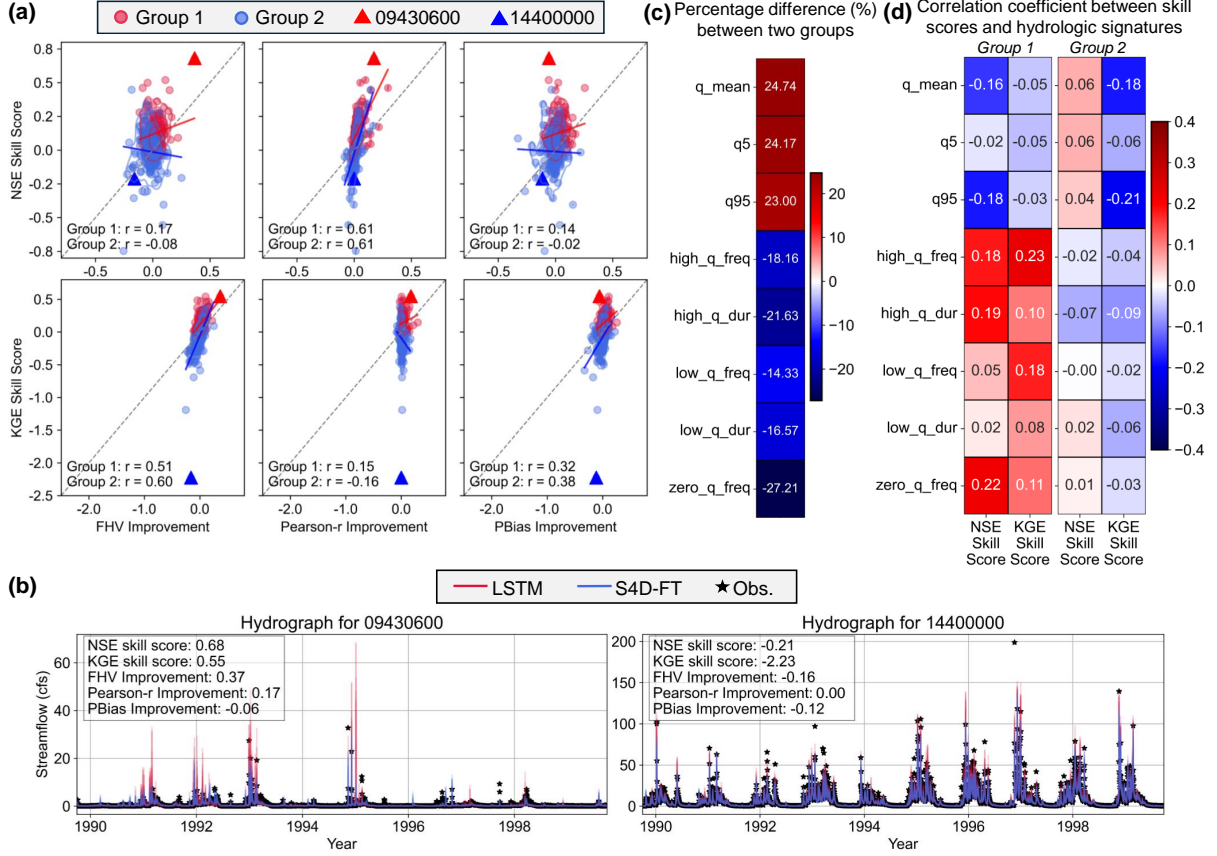 (a)
Group 1
Group 2
09430600
14400000
NSE Skill Score
0.8
0.5
0.2
0.0
-0.2
-0.5
-0.8
Group 1: r = 0.17
Group 2: r = -0.08
-0.5
0.0
0.5
Group 1: r = 0.61
Group 2: r = 0.61
-0.5
0.0
0.5
Group 1: r = 0.14
Group 2: r = -0.02
-0.5
0.0
0.5
KGE Skill Score
0.5
0.0
-0.5
-1.0
-1.5
-2.0
-2.5
Group 1: r = 0.51
Group 2: r = 0.60
-2.0
-1.0
0.0
FHV Improvement
Group 1: r = 0.15
Group 2: r = -0.16
-2.0
-1.0
0.0
Pearson-r Improvement
Group 1: r = 0.32
Group 2: r = 0.38
-2.0
-1.0
0.0
PBias Improvement
(c)
Percentage difference (%)
between two groups
q_mean
24.74
q5
24.17
q95
23.00
high_q_freq
-18.16
high_q_dur
-21.63
low_q_freq
-14.33
low_q_dur
-16.57
zero_q_freq
-27.21
20
10
0
−10
−20
(d)
Correlation coefficient between skill
scores and hydrologic signatures
Group 1
Group 2
q_mean
-0.16 -0.05 0.06 -0.18
q5
-0.02 -0.05 0.06 -0.06
q95
-0.18 -0.03 0.04 -0.21
high_q_freq
0.18 0.23 -0.02 -0.04
high_q_dur
0.19 0.10 -0.07 -0.09
low_q_freq
0.05 0.18 -0.00 -0.02
low_q_dur
0.02 0.08 0.02 -0.06
zero_q_freq
0.22 0.11 0.01 -0.03
NSE
Skill
Score
KGE
Skill
Score
NSE
Skill
Score
KGE
Skill
Score
0.4
0.3
0.2
0.1
0.0
−0.1
−0.2
−0.3
−0.4
(b)
LSTM
S4D-FT
Obs.
Hydrograph for 09430600
NSE skill score: 0.68
KGE skill score: 0.55
FHV Improvement: 0.37
Pearson-r Improvement: 0.17
PBias Improvement: -0.06
Streamflow (cfs)
60
40
20
0
1990
1992
1994
1996
1998
Year
Hydrograph for 14400000
NSE skill score: -0.21
KGE skill score: -2.23
FHV Improvement: -0.16
Pearson-r Improvement: 0.00
PBias Improvement: -0.12
200
150
100
50
0
1990
1992
1994
1996
1998
Year